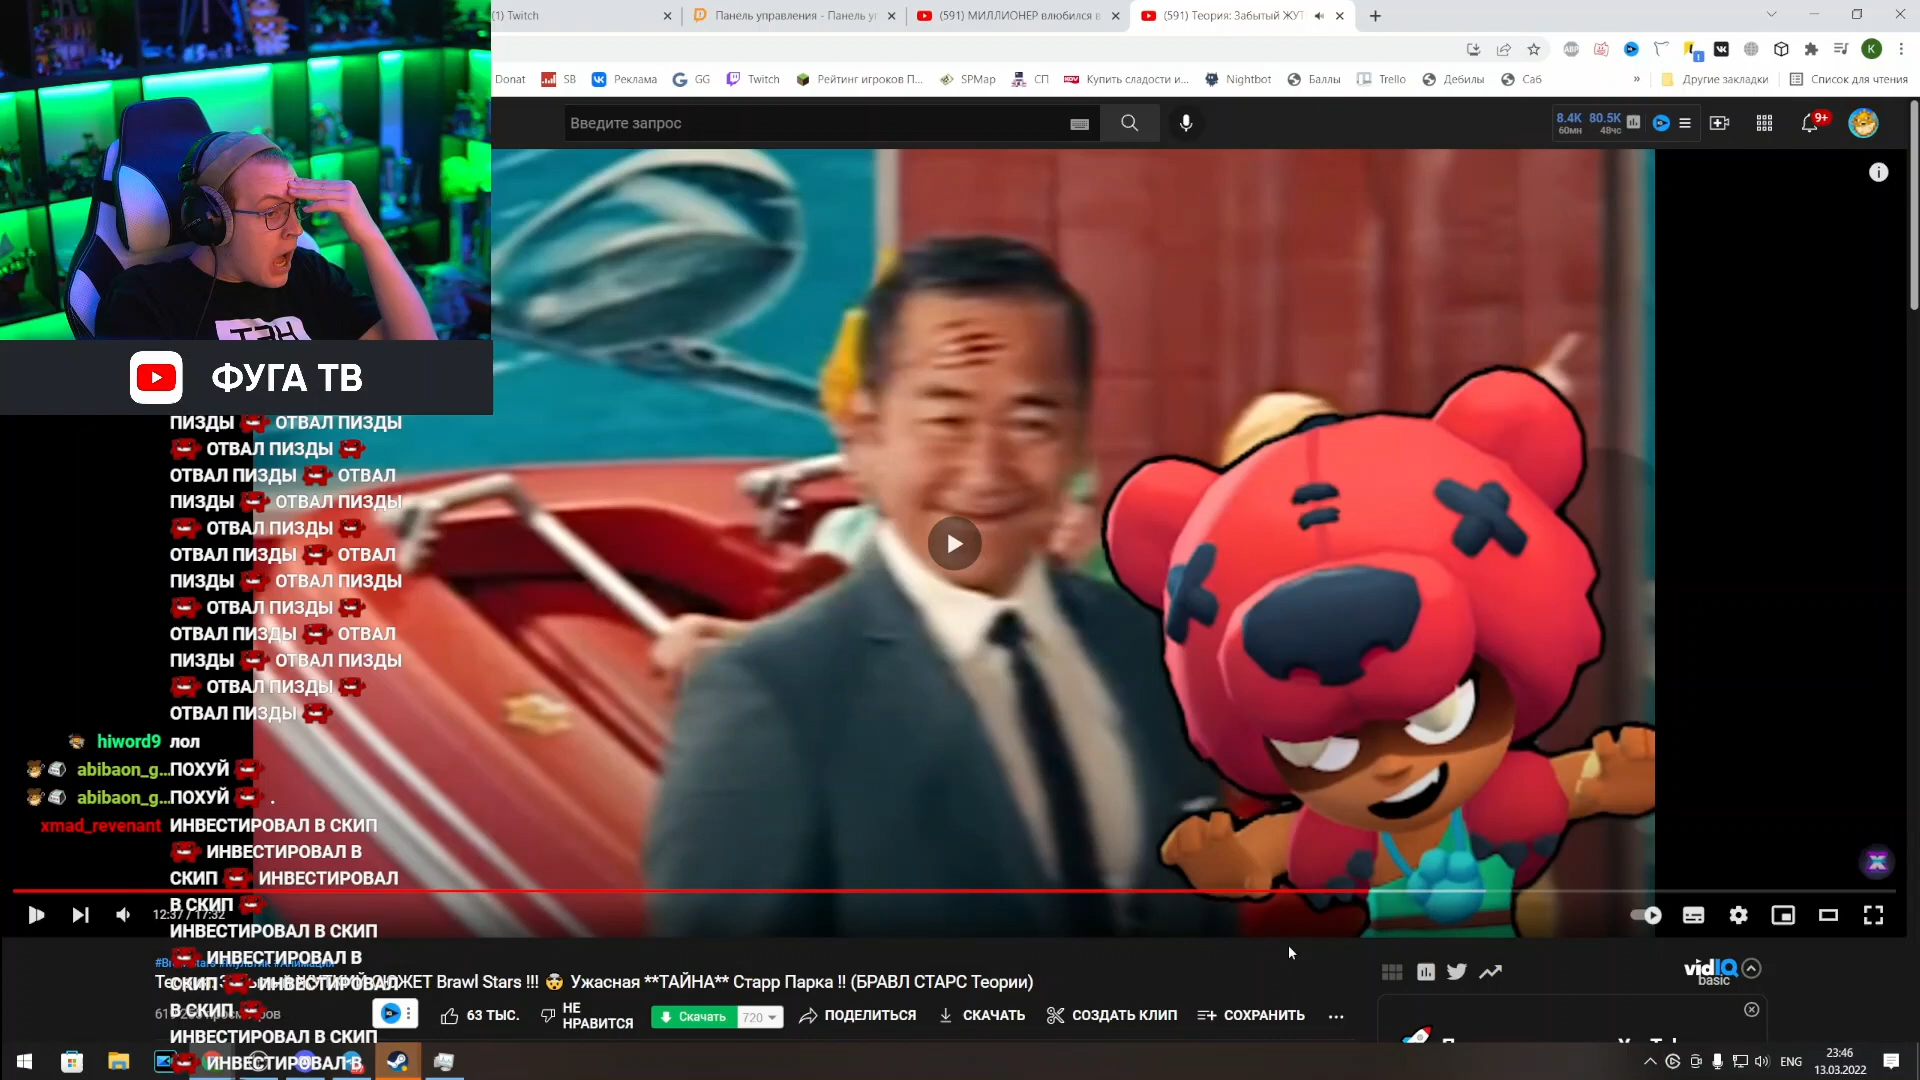 (1) Twitch
Панель управления - Панель уп
(591) МИЛЛИОНЕР влюбился в
(591) Теория: Забытый ЖУТ
Donat
SB
Реклама
GG
Twitch
Рейтинг игроков П...
SPMap
СП
Купить сладости и...
Nightbot
Баллы
Trello
Дебилы
Саб
»
Другие закладки
Список для чтения
Введите запрос
8.4K 80.5K
60мн 48чс
9+
ФУГА ТВ
ПИЗДЫ ОТВАЛ ПИЗДЫ
ОТВАЛ ПИЗДЫ
ОТВАЛ ПИЗДЫ ОТВАЛ
ПИЗДЫ ОТВАЛ ПИЗДЫ
ОТВАЛ ПИЗДЫ
ОТВАЛ ПИЗДЫ ОТВАЛ
ПИЗДЫ ОТВАЛ ПИЗДЫ
ОТВАЛ ПИЗДЫ
ОТВАЛ ПИЗДЫ ОТВАЛ
ПИЗДЫ ОТВАЛ ПИЗДЫ
ОТВАЛ ПИЗДЫ
ОТВАЛ ПИЗДЫ
hiword9 лол
abibaon_g... ПОХУЙ
abibaon_g... ПОХУЙ .
xmad_revenant ИНВЕСТИРОВАЛ В СКИП
ИНВЕСТИРОВАЛ В
СКИП ИНВЕСТИРОВАЛ
В СКИП
ИНВЕСТИРОВАЛ В СКИП
ИНВЕСТИРОВАЛ В
СКИП ИНВЕСТИРОВАЛ
В СКИП
ИНВЕСТИРОВАЛ В СКИП
ИНВЕСТИРОВАЛ В
12:37 / 17:32
Brawl Stars !!! Ужасная **ТАЙНА** Старр Парка !! (БРАВЛ СТАРС Теории)
63 ТЫС.
НЕ НРАВИТСЯ
Скачать 720
ПОДЕЛИТЬСЯ
СКАЧАТЬ
СОЗДАТЬ КЛИП
СОХРАНИТЬ
vidIQ
basic
ENG
23:46
13.03.2022